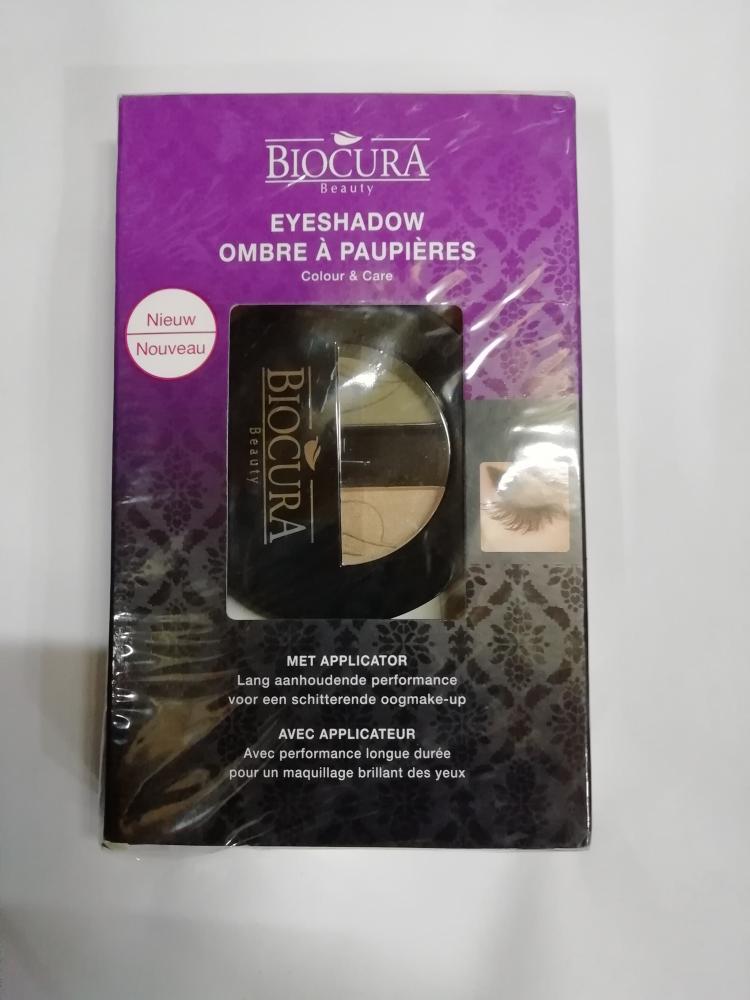 BIOCURA
Beauty
EYESHADOW
OMBRE À PAUPIÈRES
Colour & Care
Nieuw
Nouveau
BIOCURA
Beauty
MET APPLICATOR
Lang aanhoudende performance
voor een schitterende oogmake-up
AVEC APPLICATEUR
Avec performance longue durée
pour un maquillage brillant des yeux